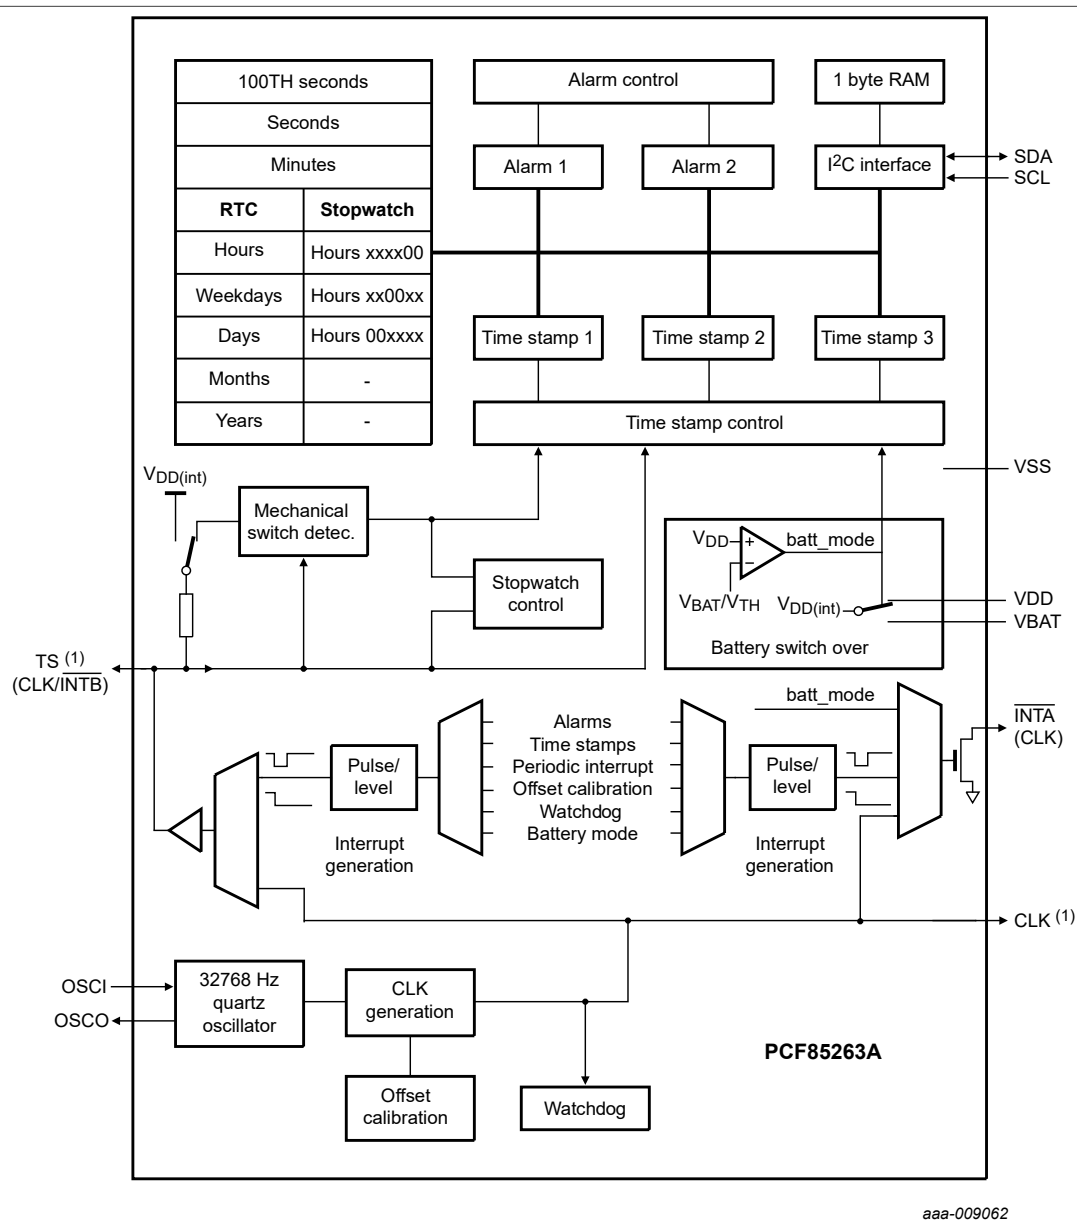 100TH seconds
Seconds
Minutes
RTC Stopwatch
Hours Hours xxxx00
Weekdays Hours xx00xx
Days Hours 00xxxx
Months -
Years -
Alarm control
1 byte RAM
Alarm 1
Alarm 2
I2C interface
SDA
SCL
Time stamp 1
Time stamp 2
Time stamp 3
Time stamp control
VSS
VDD(int)
Mechanical
switch detec.
Stopwatch
control
VDD
+
−
batt_mode
VBAT/VTH
VDD(int)
Battery switch over
VDD
VBAT
TS (1)
(CLK/INTB)
batt_mode
INTA
(CLK)
Alarms
Time stamps
Periodic interrupt
Offset calibration
Watchdog
Battery mode
Pulse/
level
Interrupt
generation
Pulse/
level
Interrupt
generation
CLK (1)
OSCI
OSCO
32768 Hz
quartz
oscillator
CLK
generation
Offset
calibration
Watchdog
PCF85263A
aaa-009062